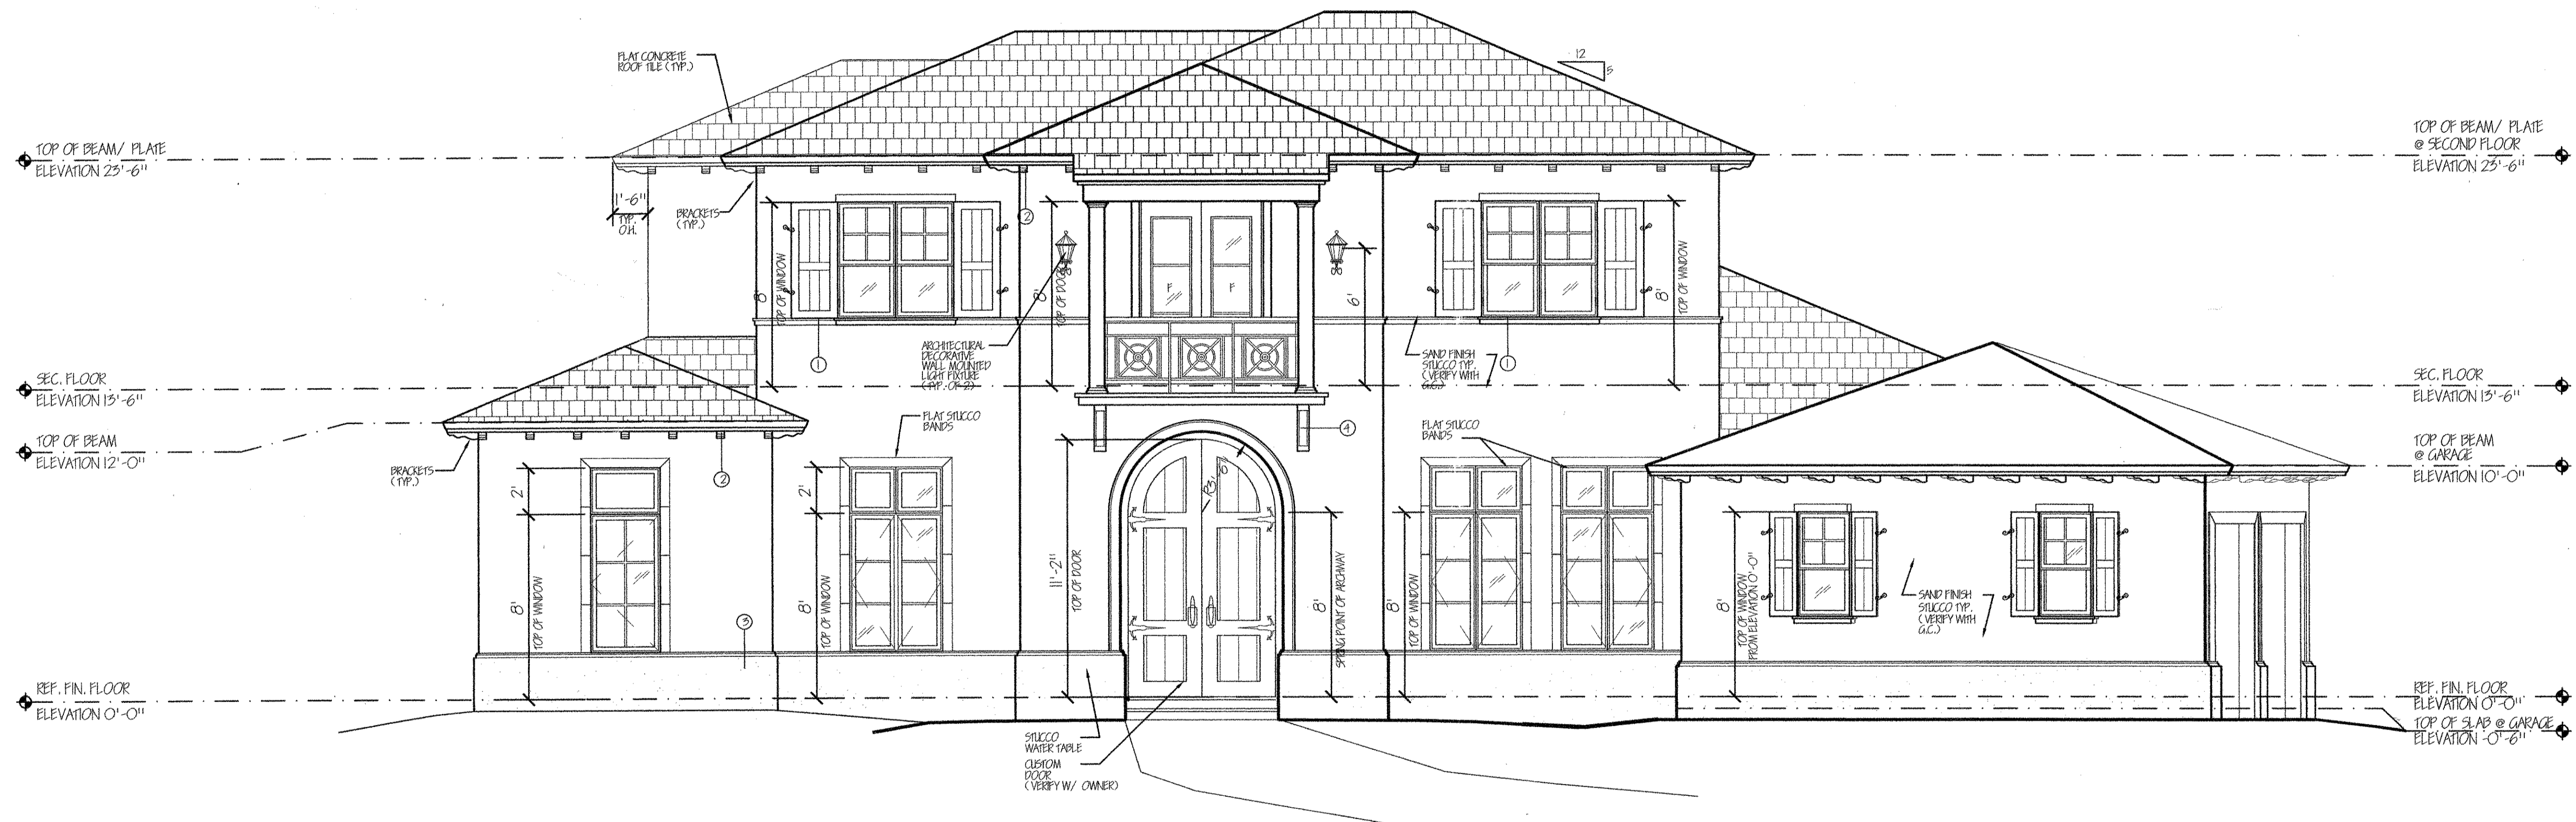 FLAT CONCRETE
ROOF TILE (TYP.)
12
5
TOP OF BEAM/ PLATE
ELEVATION 23'-6"
TOP OF BEAM/ PLATE
@ SECOND FLOOR
ELEVATION 23'-6"
1'-6"
TYP.
O.H.
BRACKETS
(TYP.)
2
8'
TOP OF WINDOW
8'
TOP OF DOOR
F
F
6'
8'
TOP OF WINDOW
1
ARCHITECTURAL
DECORATIVE
WALL MOUNTED
LIGHT FIXTURE
(TYP. OF 2)
SAND FINISH
STUCCO TYP.
(VERIFY WITH
G.C.)
1
SEC. FLOOR
ELEVATION 13'-6"
SEC. FLOOR
ELEVATION 13'-6"
TOP OF BEAM
ELEVATION 12'-0"
TOP OF BEAM
@ GARAGE
ELEVATION 10'-0"
BRACKETS
(TYP.)
2
FLAT STUCCO
BANDS
4
FLAT STUCCO
BANDS
2'
8'
TOP OF WINDOW
2'
8'
TOP OF WINDOW
11'-2"
TOP OF DOOR
8'
SPRING POINT OF ARCHWAY
8'
TOP OF WINDOW
8'
TOP OF WINDOW
FROM ELEVATION 0'-0"
SAND FINISH
STUCCO TYP.
(VERIFY WITH
G.C.)
3
REF. FIN. FLOOR
ELEVATION 0'-0"
REF. FIN. FLOOR
ELEVATION 0'-0"
TOP OF SLAB @ GARAGE
ELEVATION -0'-6"
STUCCO
WATER TABLE
CUSTOM
DOOR
(VERIFY W/ OWNER)